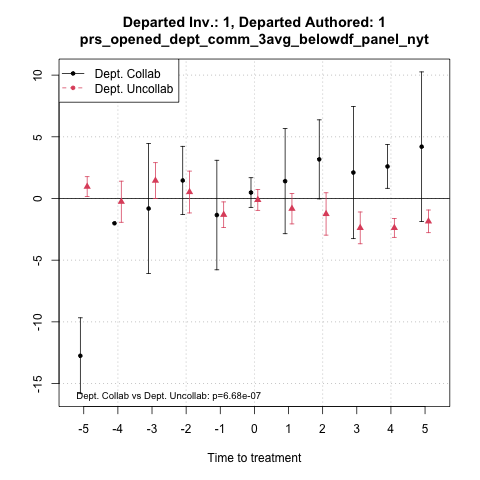 Departed Inv.: 1, Departed Authored: 1
prs_opened_dept_comm_3avg_belowdf_panel_nyt
Dept. Collab
Dept. Uncollab
10
5
0
-5
-10
-15
Dept. Collab vs Dept. Uncollab: p=6.68e-07
-5 -4 -3 -2 -1 0 1 2 3 4 5
Time to treatment